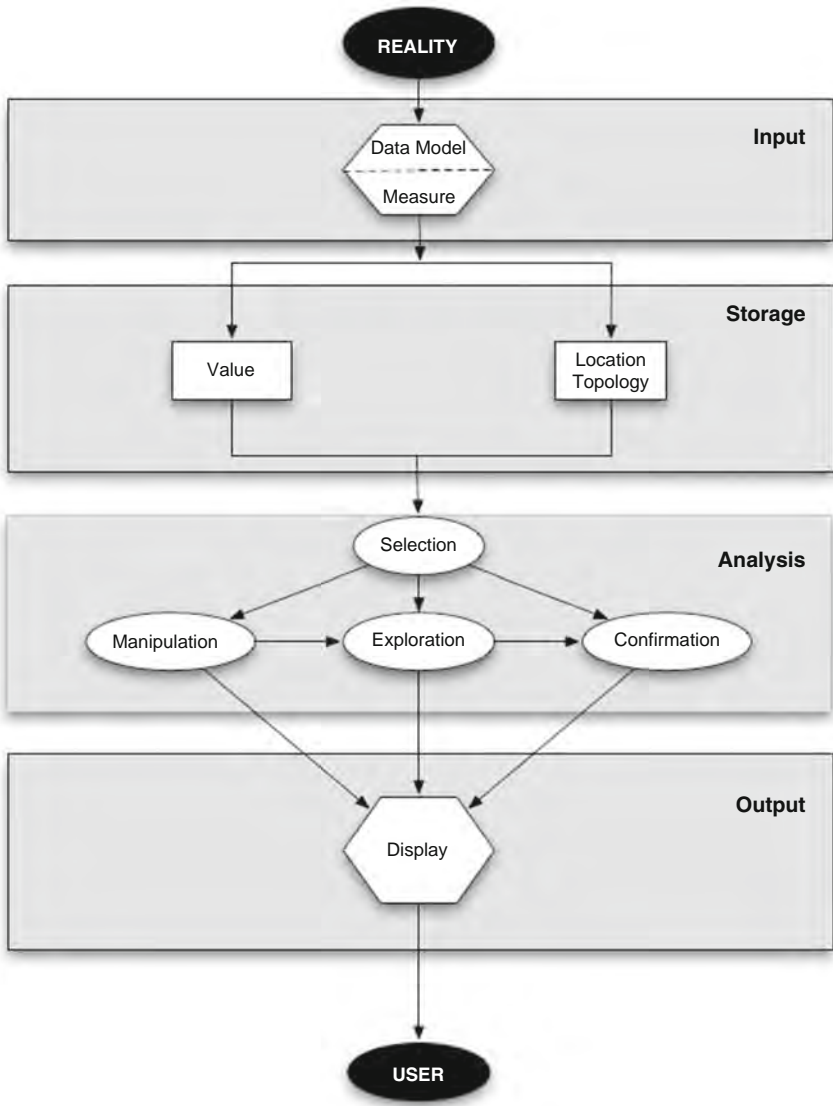 REALITY
Input
Data Model
Measure
Storage
Value
Location
Topology
Selection
Analysis
Manipulation
Exploration
Confirmation
Output
Display
USER